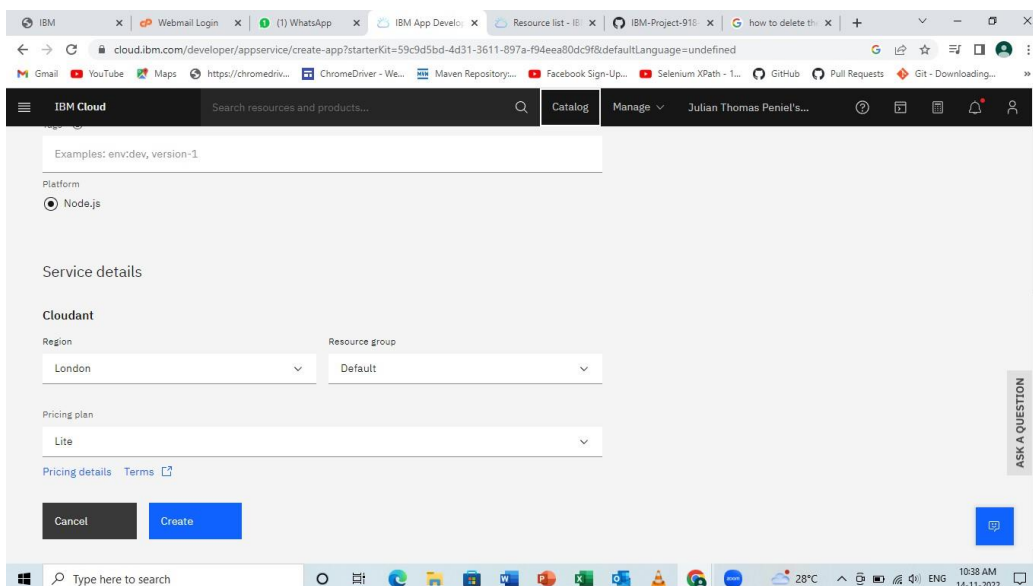 IBM
Webmail Login
(1) WhatsApp
IBM App Develop
Resource list - IB
IBM-Project-918
how to delete th
cloud.ibm.com/developer/appservice/create-app?starterKit=59c9d5bd-4d31-3611-897a-f94eea80dc9f&defaultLanguage=undefined
Gmail
YouTube
Maps
https://chromedriv...
ChromeDriver - We...
Maven Repository:...
Facebook Sign-Up...
Selenium XPath - 1...
GitHub
Pull Requests
Git - Downloading...
IBM Cloud
Search resources and products...
Catalog
Manage
Julian Thomas Peniel's...
Examples: env:dev, version-1
Platform
Node.js
Service details
Cloudant
Region
Resource group
London
Default
Pricing plan
Lite
Pricing details
Terms
Cancel
Create
ASK A QUESTION
Type here to search
28°C
ENG
10:38 AM
14-11-2022